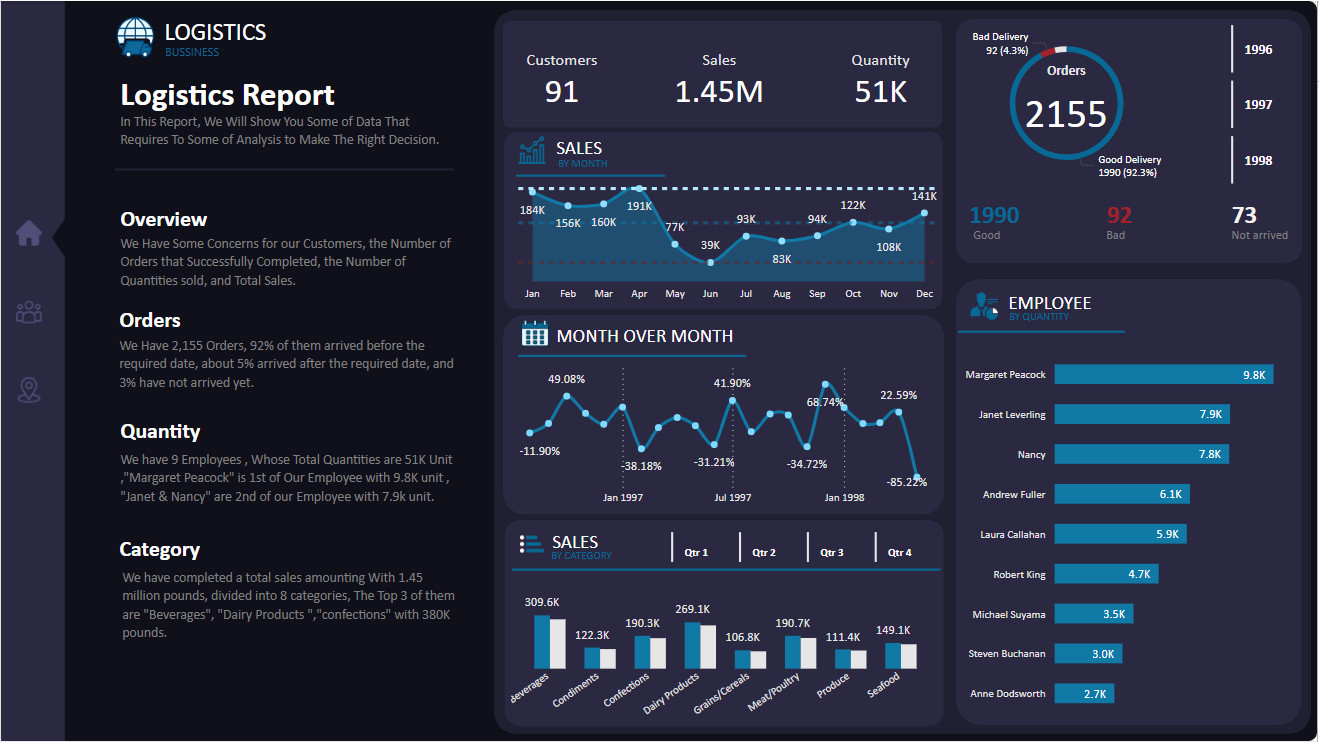 LOGISTICS
BUSSINESS
Logistics Report
In This Report, We Will Show You Some of Data That
Requires To Some of Analysis to Make The Right Decision.
Overview
We Have Some Concerns for our Customers, the Number of
Orders that Successfully Completed, the Number of
Quantities sold, and Total Sales.
Orders
We Have 2,155 Orders, 92% of them arrived before the
required date, about 5% arrived after the required date, and
3% have not arrived yet.
Quantity
We have 9 Employees , Whose Total Quantities are 51K Unit
,"Margaret Peacock" is 1st of Our Employee with 9.8K unit ,
"Janet & Nancy" are 2nd of our Employee with 7.9k unit.
Category
We have completed a total sales amounting With 1.45
million pounds, divided into 8 categories, The Top 3 of them
are "Beverages", "Dairy Products ","confections" with 380K
pounds.
Customers
91
Sales
1.45M
Quantity
51K
SALES
BY MONTH
184K
156K
160K
191K
77K
39K
93K
83K
94K
122K
108K
141K
Jan Feb Mar Apr May Jun Jul Aug Sep Oct Nov Dec
MONTH OVER MONTH
-11.90%
49.08%
-38.18%
-31.21%
41.90%
-34.72%
68.74%
22.59%
-85.22%
Jan 1997
Jul 1997
Jan 1998
SALES
BY CATEGORY
Qtr 1
Qtr 2
Qtr 3
Qtr 4
309.6K
122.3K
190.3K
269.1K
106.8K
190.7K
111.4K
149.1K
Beverages
Condiments
Confections
Dairy Products
Grains/Cereals
Meat/Poultry
Produce
Seafood
Bad Delivery
92 (4.3%)
Orders
2155
Good Delivery
1990 (92.3%)
1996
1997
1998
1990
Good
92
Bad
73
Not arrived
EMPLOYEE
BY QUANTITY
Margaret Peacock 9.8K
Janet Leverling 7.9K
Nancy 7.8K
Andrew Fuller 6.1K
Laura Callahan 5.9K
Robert King 4.7K
Michael Suyama 3.5K
Steven Buchanan 3.0K
Anne Dodsworth 2.7K